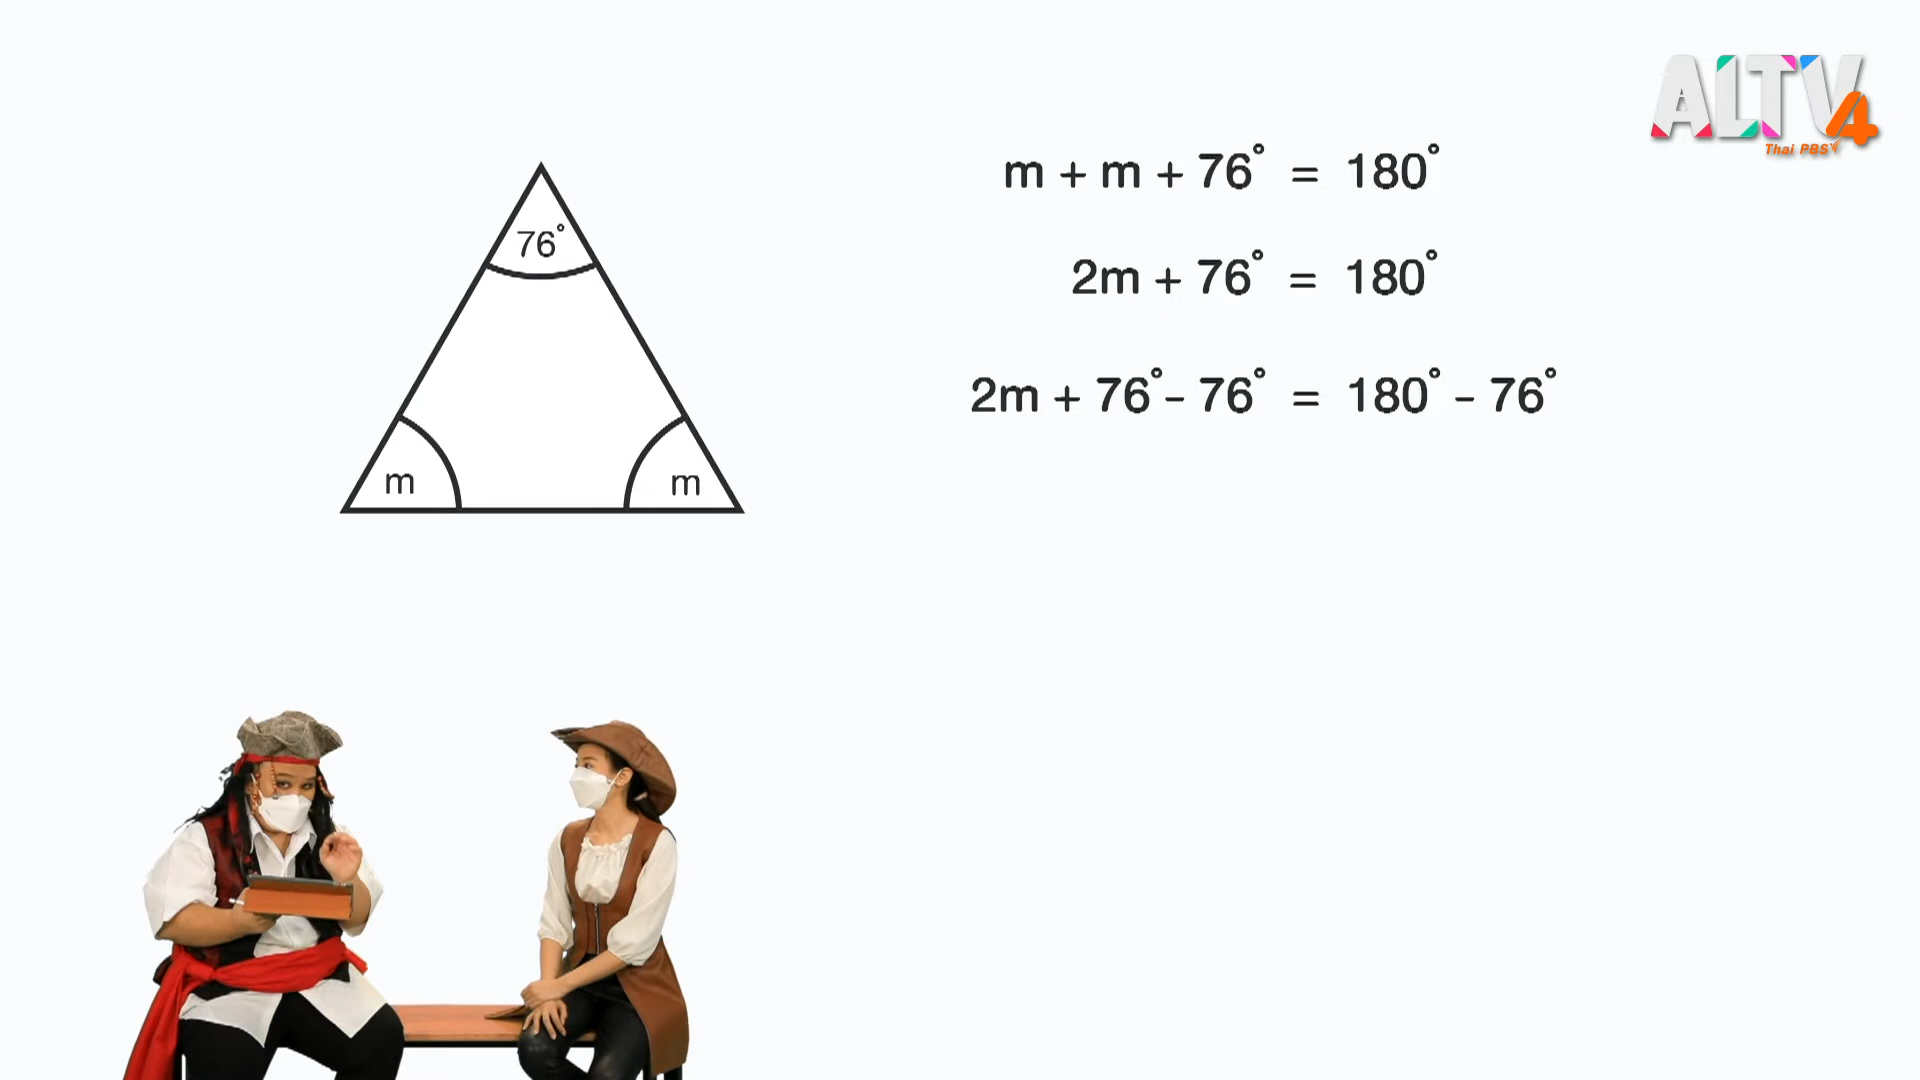 ALTV4
Thai PBS
m + m + 76° = 180°
2m + 76° = 180°
2m + 76° - 76° = 180° - 76°
76°
m
m